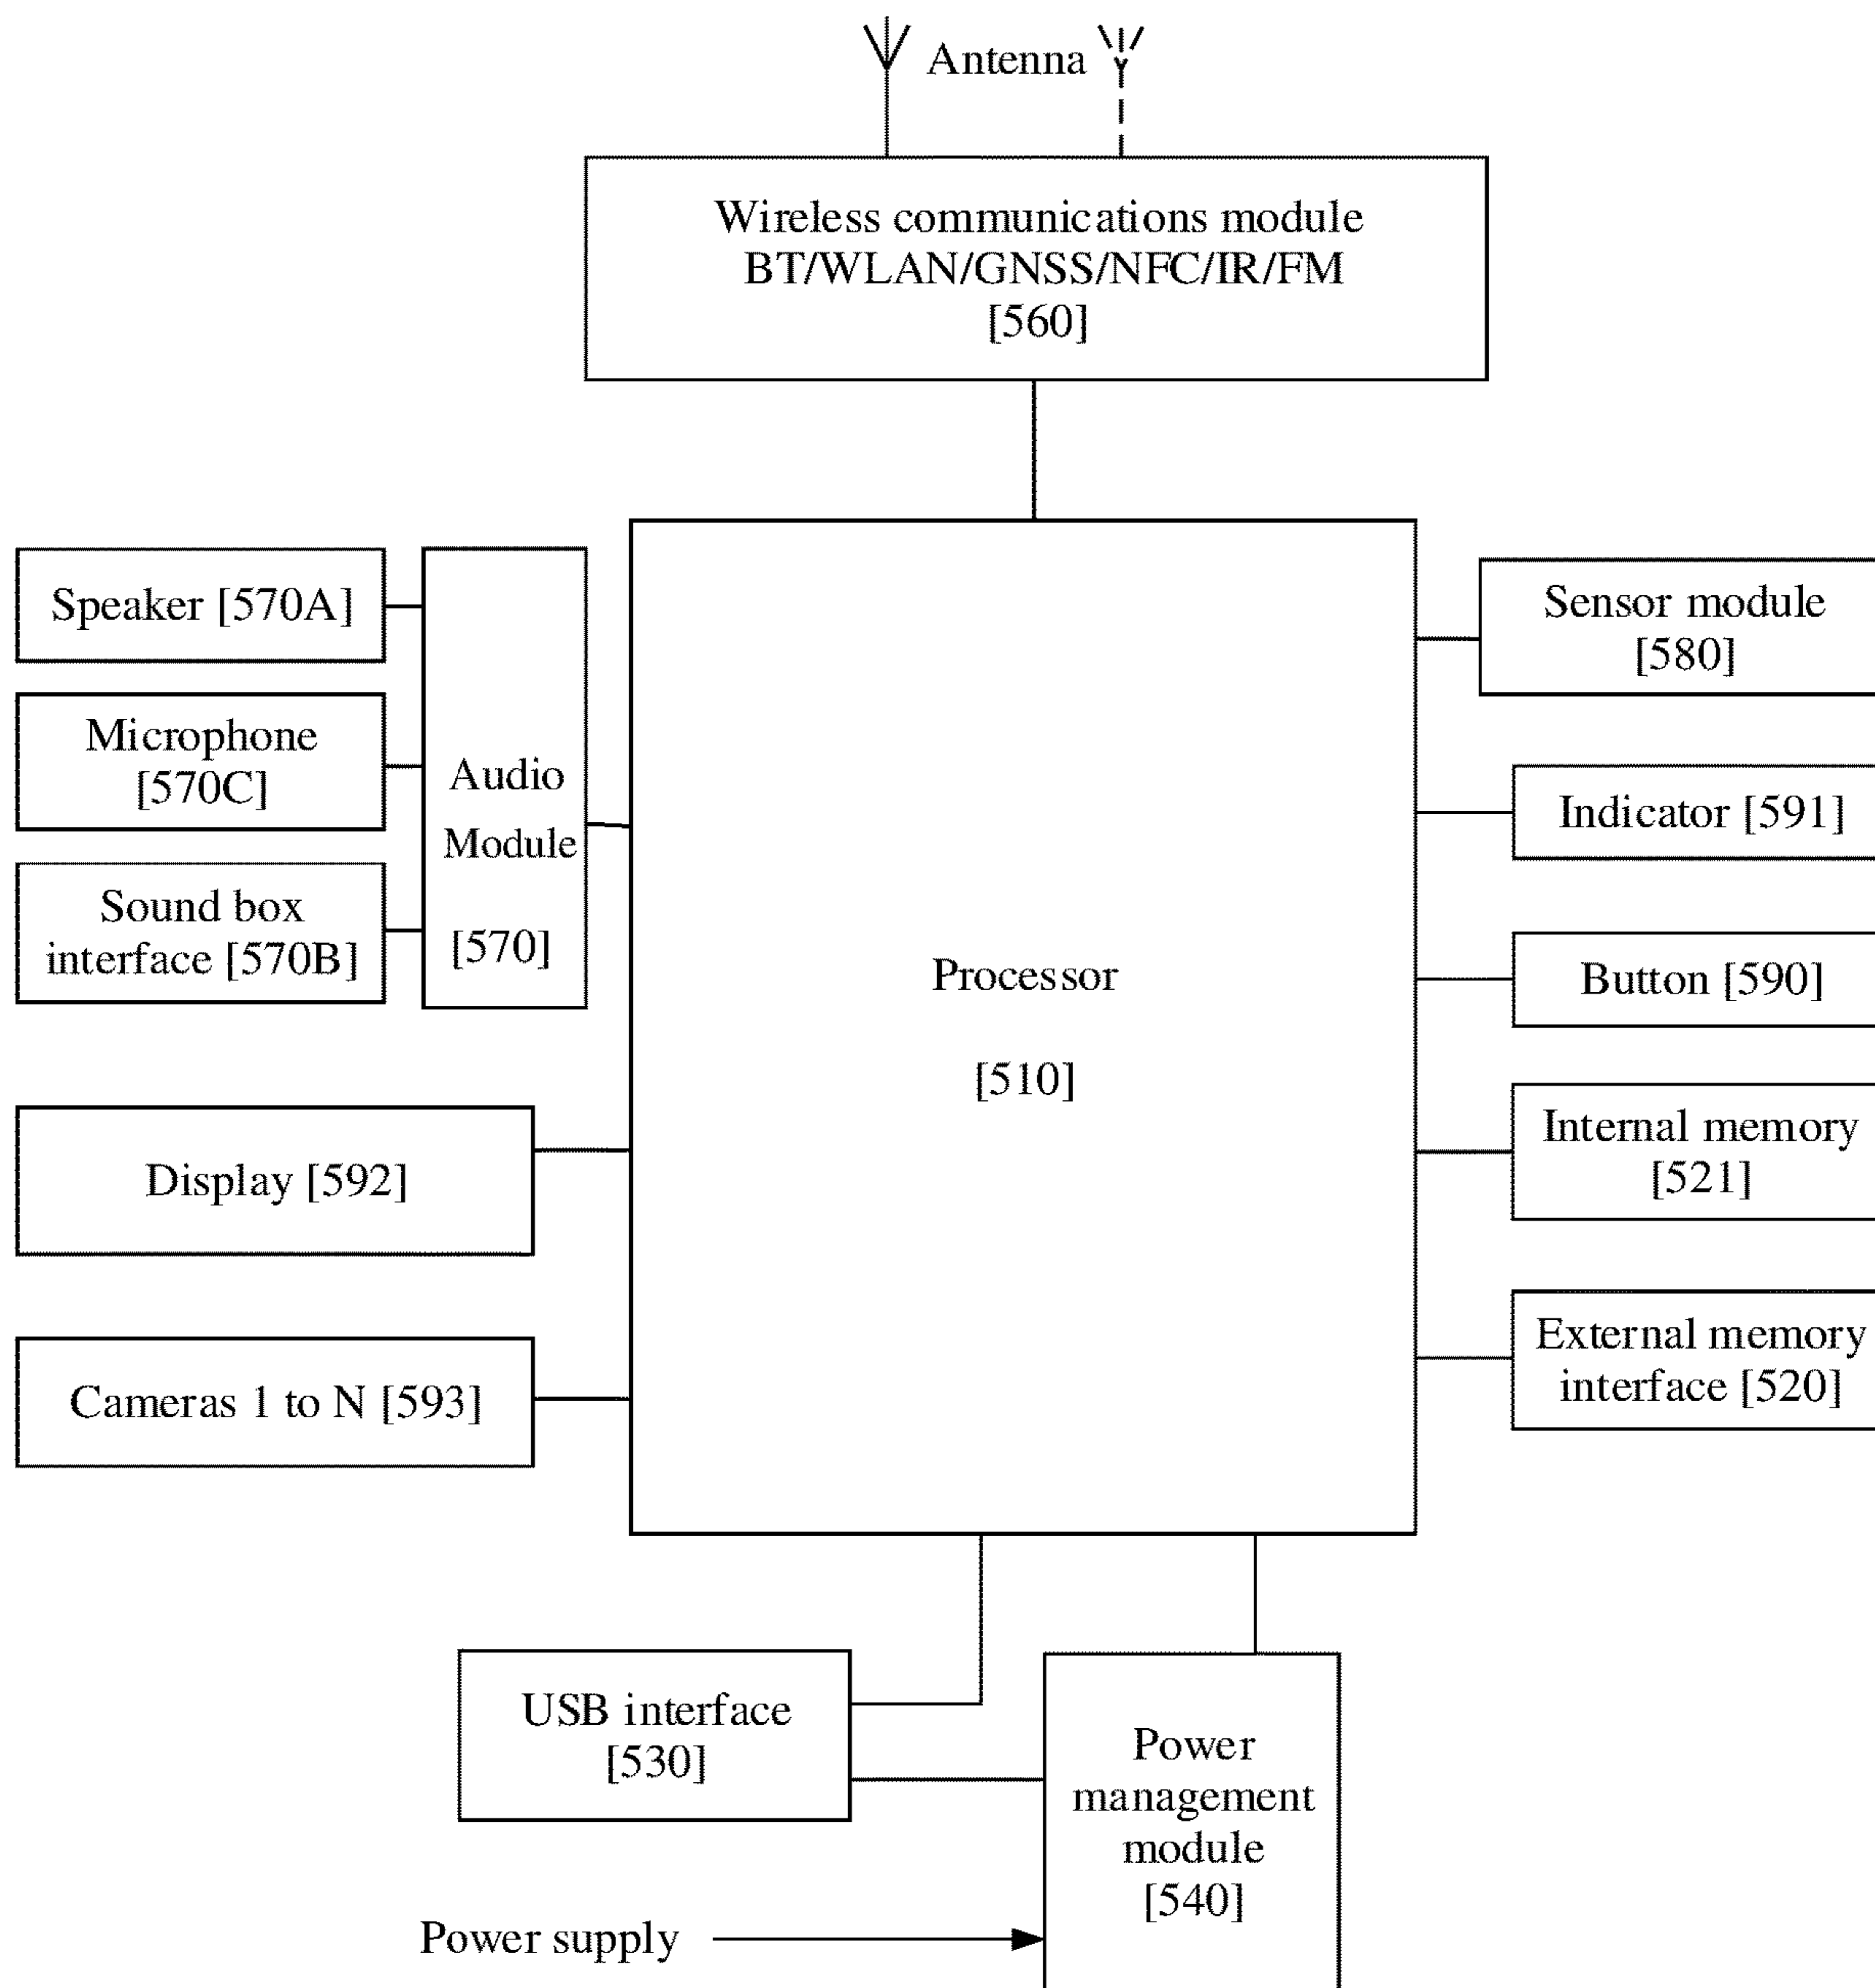 Antenna
Wireless communications module
BT/WLAN/GNSS/NFC/IR/FM
[560]
Speaker [570A]
Microphone
[570C]
Sound box
interface [570B]
Audio
Module
[570]
Display [592]
Cameras 1 to N [593]
Processor
[510]
Sensor module
[580]
Indicator [591]
Button [590]
Internal memory
[521]
External memory
interface [520]
USB interface
[530]
Power
management
module
[540]
Power supply